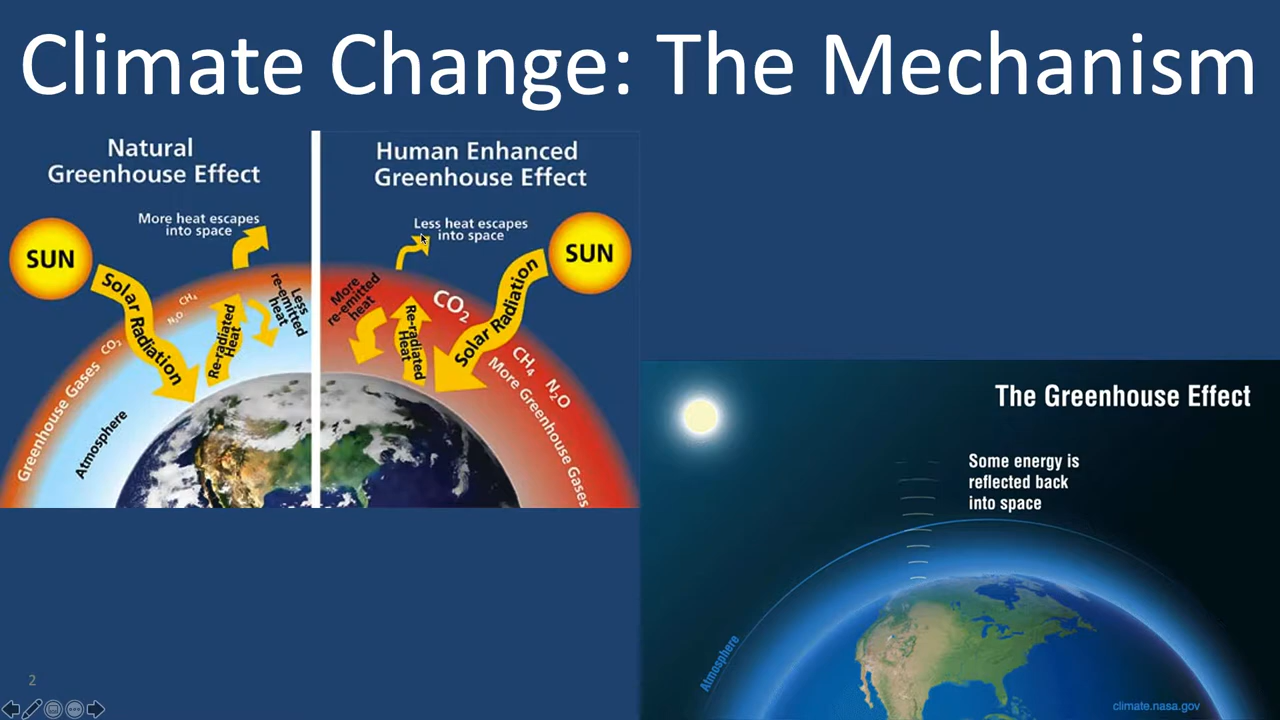 Climate Change: The Mechanism
Natural
Greenhouse Effect
More heat escapes
into space
SUN
Solar Radiation
Re-radiated
Heat
Less
re-emitted
heat
CH₄
N₂O
CO₂
Greenhouse Gases
Atmosphere
Human Enhanced
Greenhouse Effect
Less heat escapes
into space
SUN
More
re-emitted
heat
Re-radiated
Heat
Solar Radiation
CO₂
CH₄ N₂O
More Greenhouse Gases
The Greenhouse Effect
Some energy is
reflected back
into space
Atmosphere
climate.nasa.gov
2